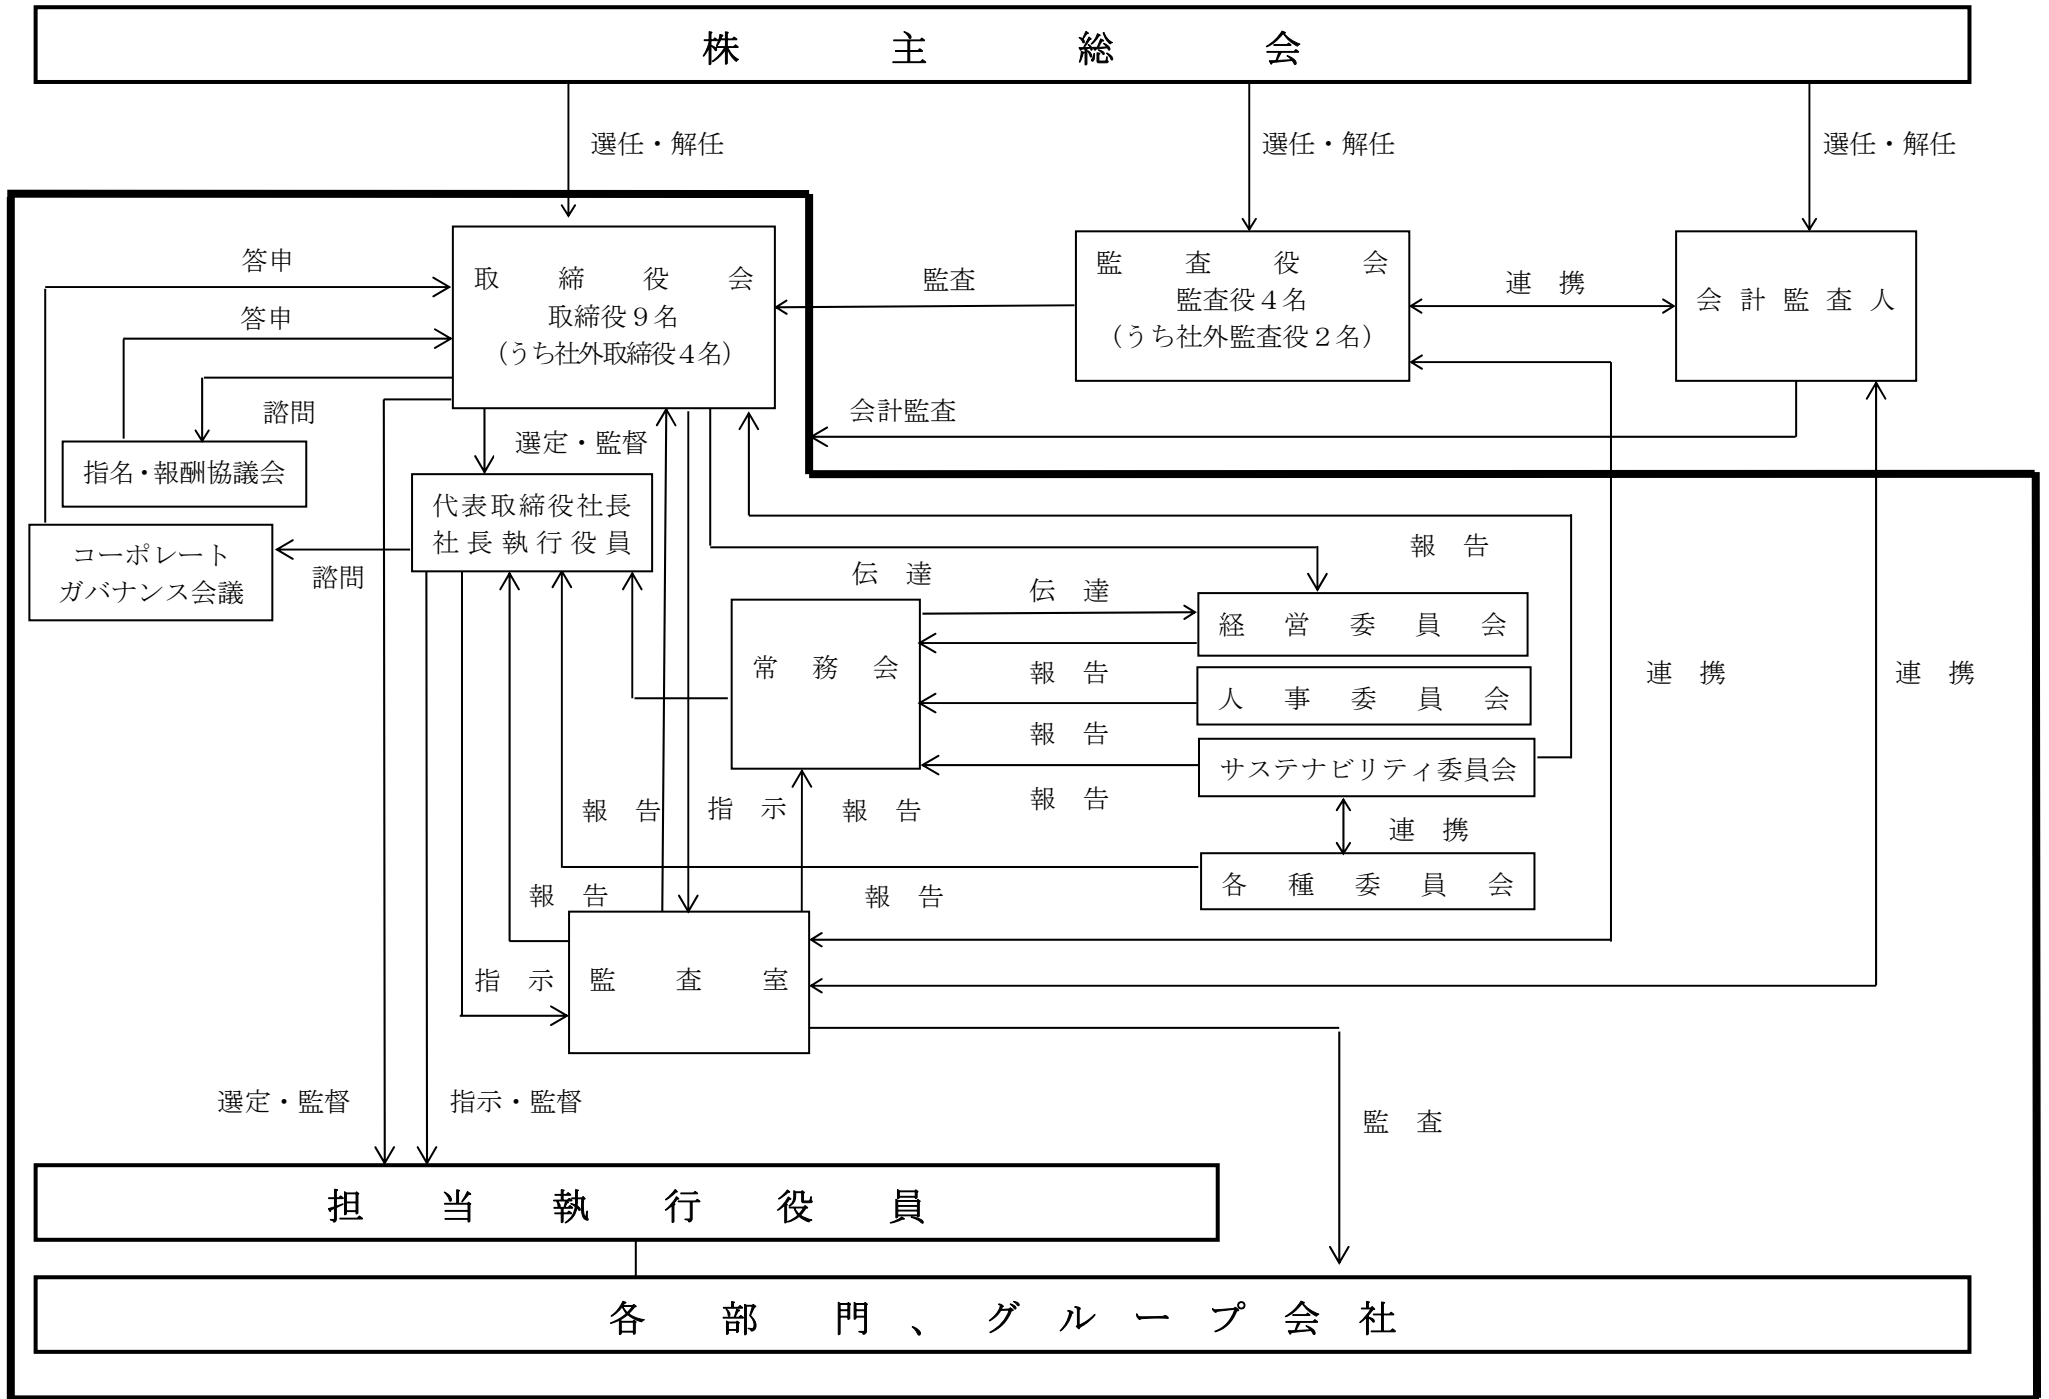 株主総会
選任・解任
選任・解任
選任・解任
取締役会
取締役９名
（うち社外取締役４名）
監査役会
監査役４名
（うち社外監査役２名）
会計監査人
答申
答申
監査
連携
諮問
選定・監督
会計監査
指名・報酬協議会
代表取締役社長
社長執行役員
コーポレート
ガバナンス会議
諮問
報告
伝達
伝達
常務会
経営委員会
報告
人事委員会
報告
サステナビリティ委員会
報告
連携
連携
報告
指示
報告
連携
各種委員会
報告
報告
指示
監査室
選定・監督
指示・監督
監査
担当執行役員
各部門、グループ会社